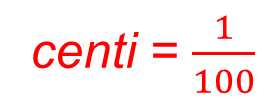 centi = 1/100